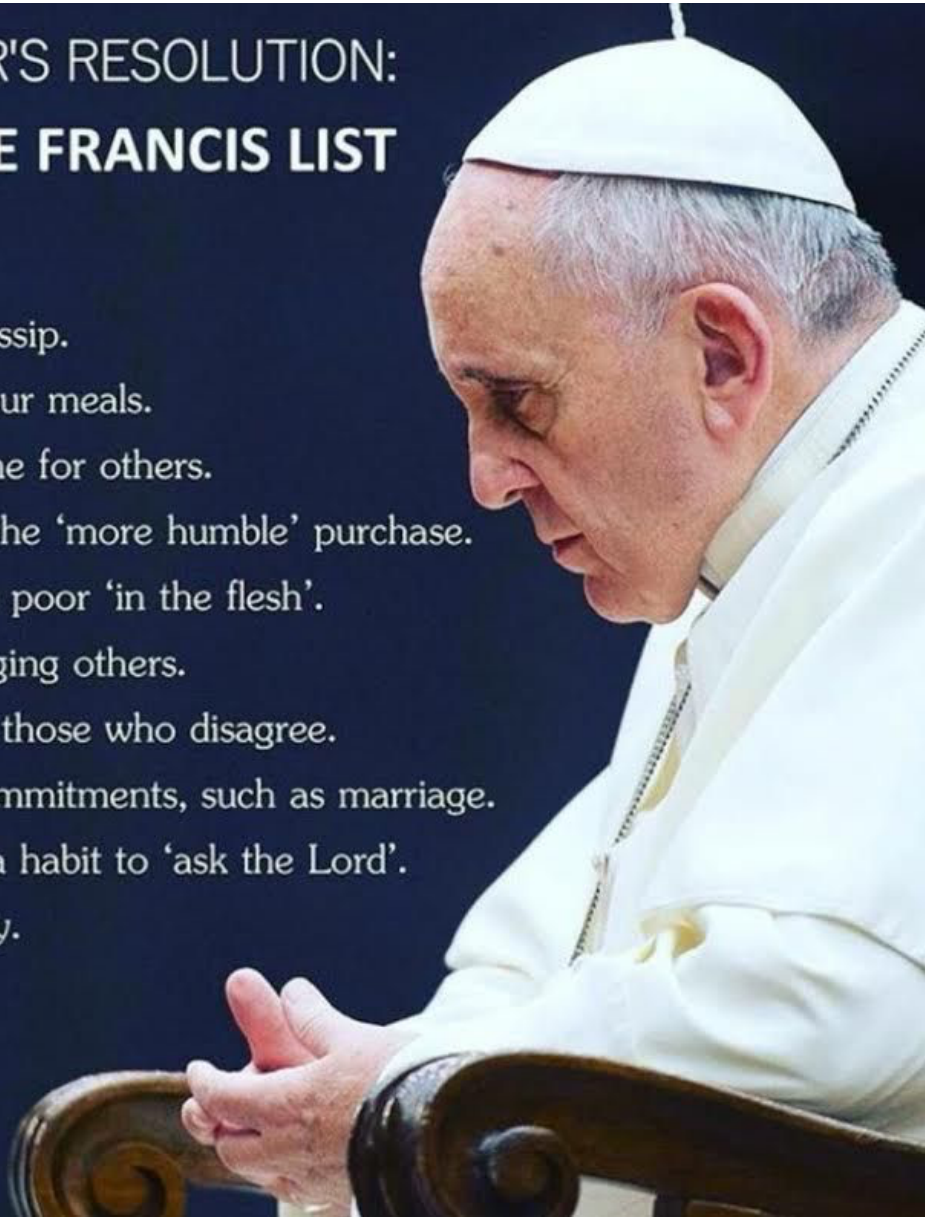 R'S RESOLUTION:
E FRANCIS LIST
ssip.
ur meals.
ne for others.
he ‘more humble’ purchase.
poor ‘in the flesh’.
ging others.
those who disagree.
mmitments, such as marriage.
a habit to ‘ask the Lord’.
y.